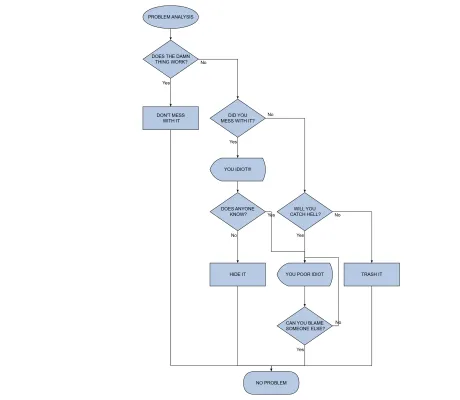 PROBLEM ANALYSIS
DOES THE DAMN
THING WORK?
No
Yes
DON'T MESS
WITH IT
DID YOU
MESS WITH IT?
No
Yes
YOU IDIOT!!!
DOES ANYONE
KNOW?
Yes
WILL YOU
CATCH HELL?
No
No
Yes
HIDE IT
YOU POOR IDIOT
TRASH IT
CAN YOU BLAME
SOMEONE ELSE?
No
Yes
NO PROBLEM